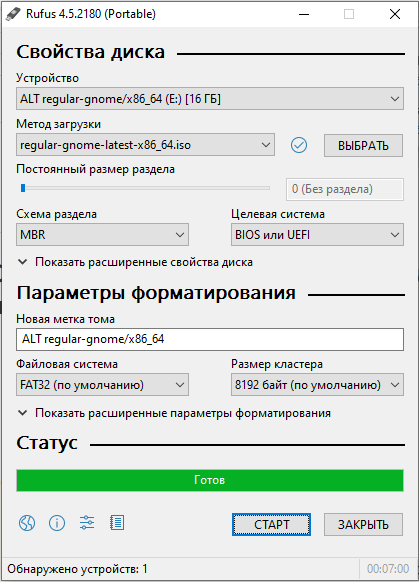 Rufus 4.5.2180 (Portable)
Свойства диска
Устройство
ALT regular-gnome/x86_64 (E:) [16 ГБ]
Метод загрузки
regular-gnome-latest-x86_64.iso
ВЫБРАТЬ
Постоянный размер раздела
0 (Без раздела)
Схема раздела
Целевая система
MBR
BIOS или UEFI
Показать расширенные свойства диска
Параметры форматирования
Новая метка тома
ALT regular-gnome/x86_64
Файловая система
Размер кластера
FAT32 (по умолчанию)
8192 байт (по умолчанию)
Показать расширенные параметры форматирования
Статус
Готов
СТАРТ
ЗАКРЫТЬ
Обнаружено устройств: 1
00:07:00